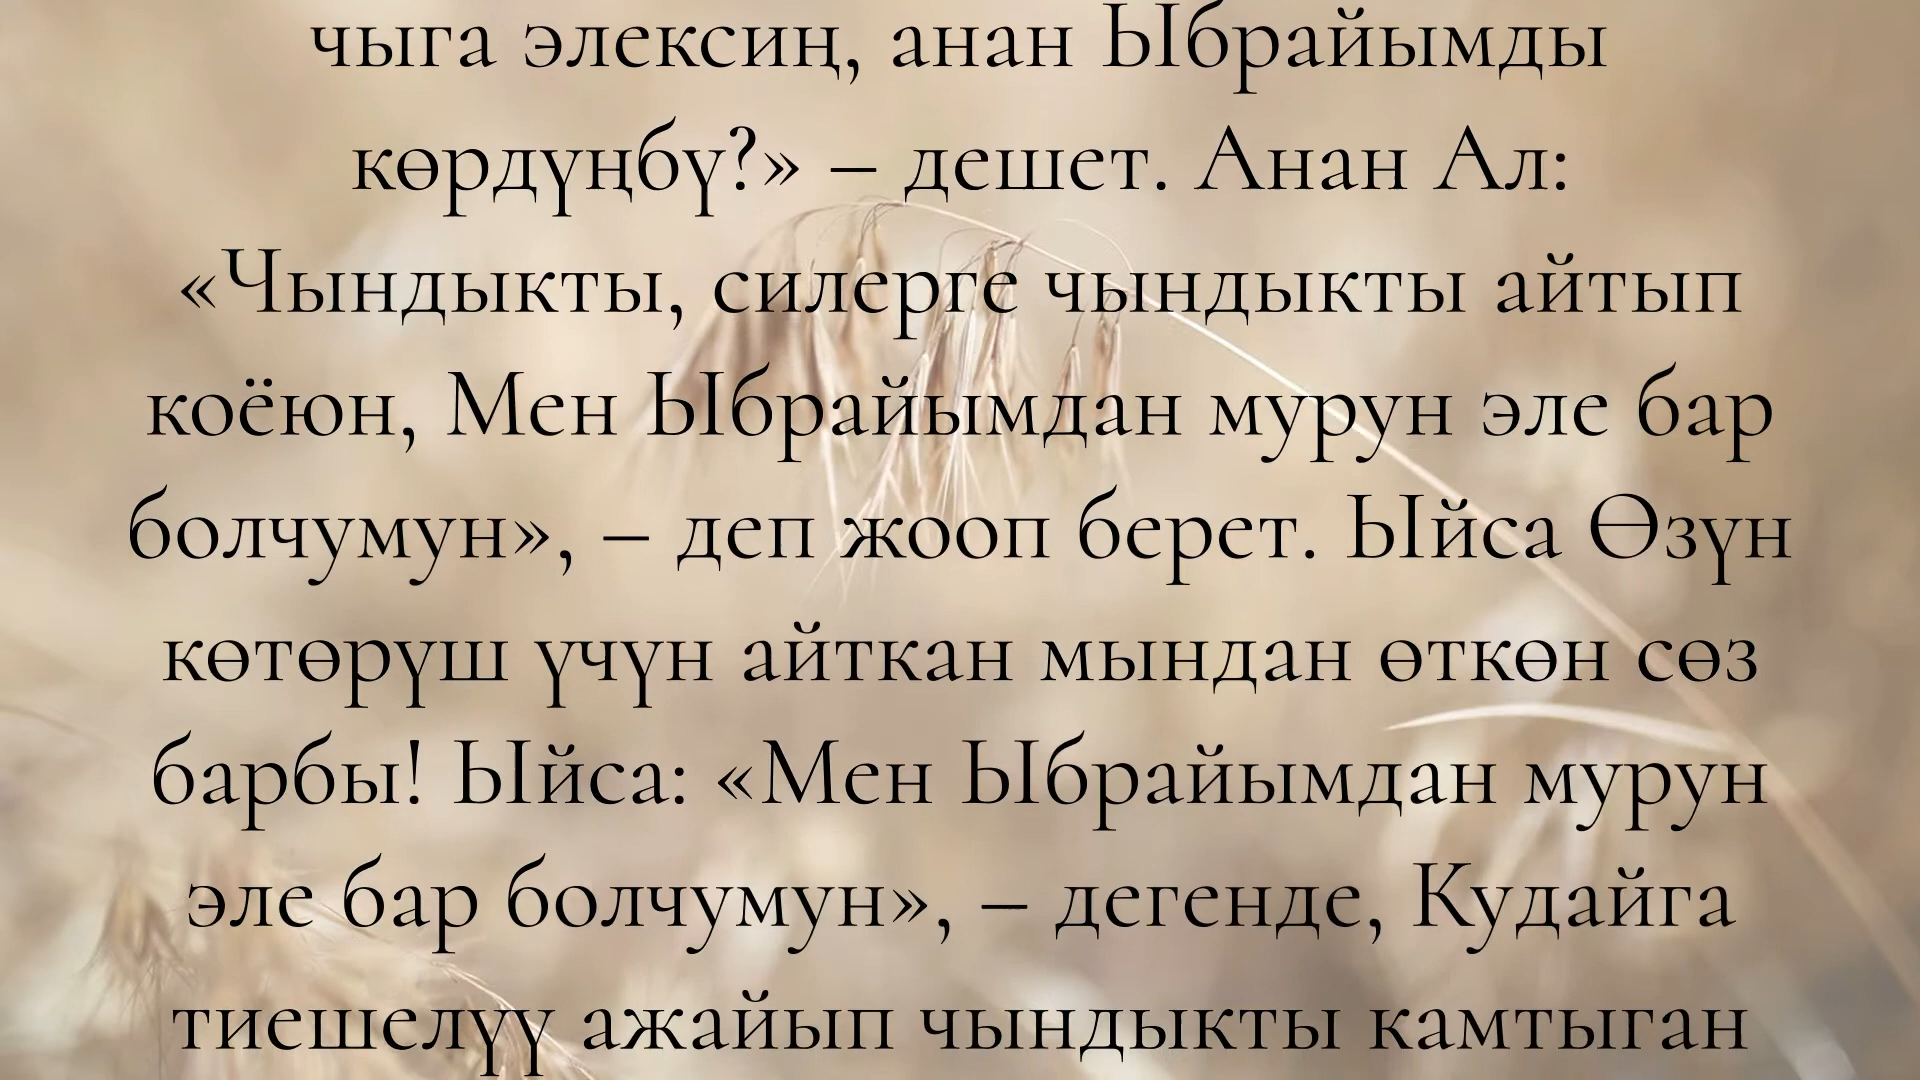 чыга элексиң, анан Ыбрайымды
көрдүңбү?» – дешет. Анан Ал:
«Чындыкты, силерге чындыкты айтып
коёюн, Мен Ыбрайымдан мурун эле бар
болчумун», – деп жооп берет. Ыйса Өзүн
көтөрүш үчүн айткан мындан өткөн сөз
барбы! Ыйса: «Мен Ыбрайымдан мурун
эле бар болчумун», – дегенде, Кудайга
тиешелүү ажайып чындыкты камтыган